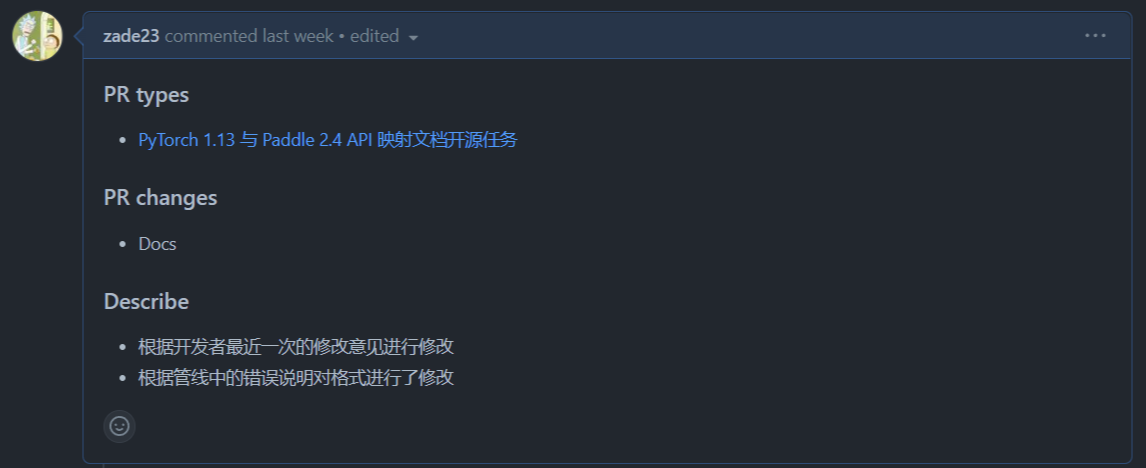 zade23 commented last week • edited
PR types
PyTorch 1.13 与 Paddle 2.4 API 映射文档开源任务
PR changes
Docs
Describe
根据开发者最近一次的修改意见进行修改
根据管线中的错误说明对格式进行了修改